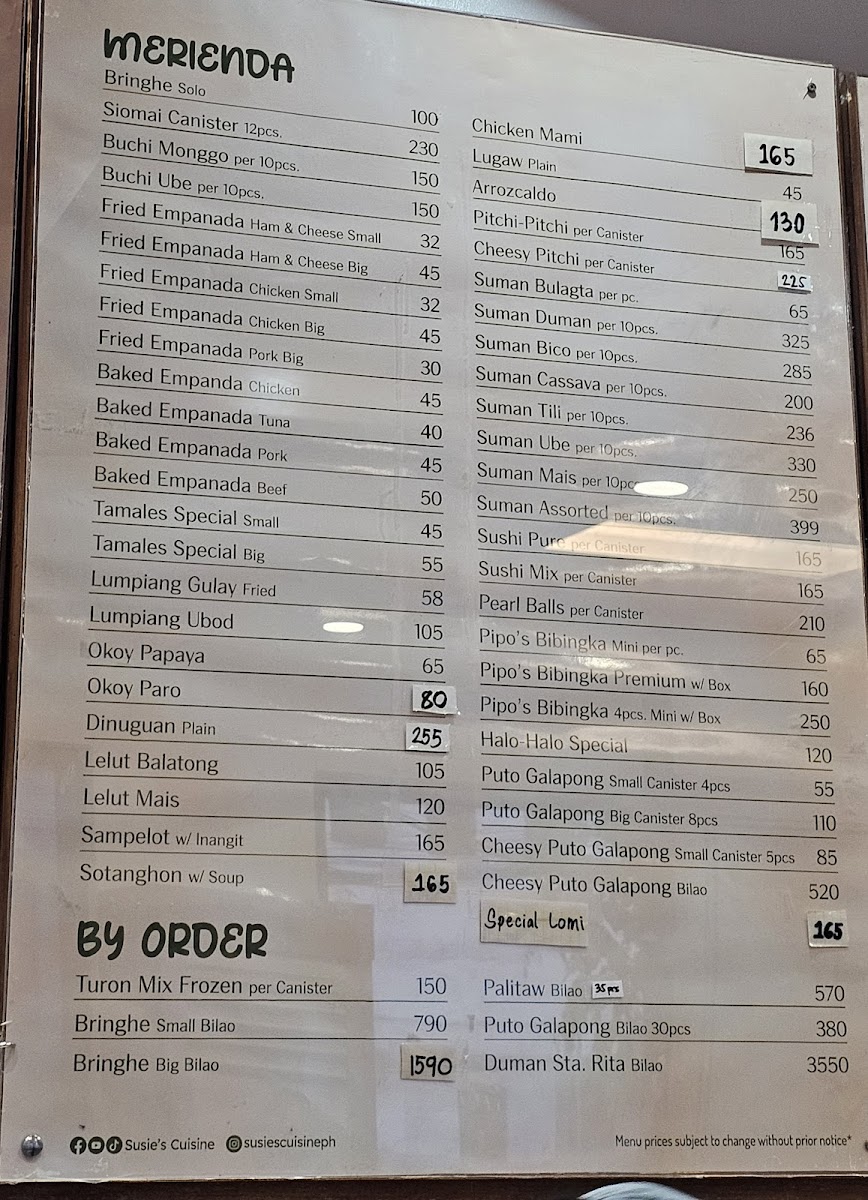 MERIENDA
Bringhe Solo 100
Siomai Canister 12pcs. 230
Buchi Monggo per 10pcs. 150
Buchi Ube per 10pcs. 150
Fried Empanada Ham & Cheese Small 32
Fried Empanada Ham & Cheese Big 45
Fried Empanada Chicken Small 32
Fried Empanada Chicken Big 45
Fried Empanada Pork Big 30
Baked Empanda Chicken 45
Baked Empanada Tuna 40
Baked Empanada Pork 45
Baked Empanada Beef 50
Tamales Special Small 45
Tamales Special Big 55
Lumpiang Gulay Fried 58
Lumpiang Ubod 105
Okoy Papaya 65
Okoy Paro 80
Dinuguan Plain 255
Lelut Balatong 105
Lelut Mais 120
Sampelot w/ Inangit 165
Sotanghon w/ Soup 165
Chicken Mami 165
Lugaw Plain 45
Arrozcaldo 130
Pitchi-Pitchi per Canister 165
Cheesy Pitchi per Canister 225
Suman Bulagta per pc. 65
Suman Duman per 10pcs. 325
Suman Bico per 10pcs. 285
Suman Cassava per 10pcs. 200
Suman Tili per 10pcs. 236
Suman Ube per 10pcs. 330
Suman Mais per 10pc 250
Suman Assorted per 10pcs. 399
Sushi Pure per Canister 165
Sushi Mix per Canister 165
Pearl Balls per Canister 210
Pipo's Bibingka Mini per pc. 65
Pipo's Bibingka Premium w/ Box 160
Pipo's Bibingka 4pcs. Mini w/ Box 250
Halo-Halo Special 120
Puto Galapong Small Canister 4pcs 55
Puto Galapong Big Canister 8pcs 110
Cheesy Puto Galapong Small Canister 5pcs 85
Cheesy Puto Galapong Bilao 520
Special Lomi 165
BY ORDER
Turon Mix Frozen per Canister 150
Bringhe Small Bilao 790
Bringhe Big Bilao 1590
Palitaw Bilao 35pcs 570
Puto Galapong Bilao 30pcs 380
Duman Sta. Rita Bilao 3550
Susie's Cuisine susiescuisineph
Menu prices subject to change without prior notice*